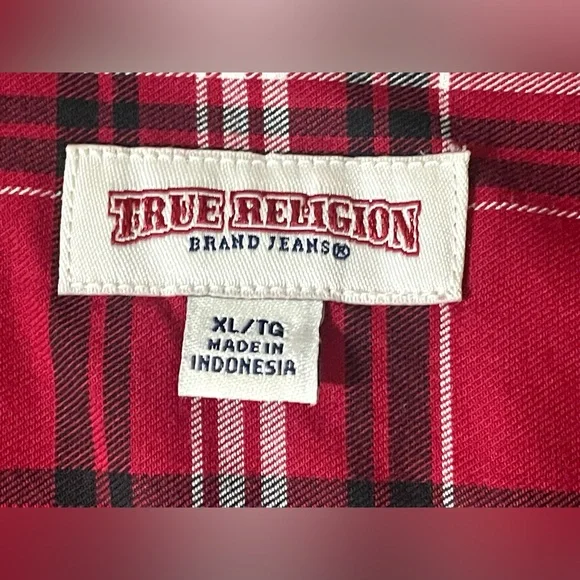 TRUE RELIGION
BRAND JEANS®
XL/TG
MADE IN
INDONESIA